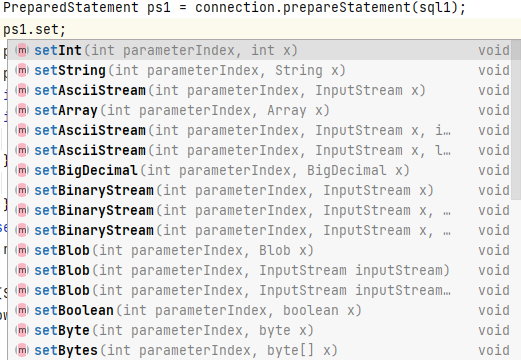 PreparedStatement ps1 = connection.prepareStatement(sql1);
ps1.set;
m setInt(int parameterIndex, int x) void
m setString(int parameterIndex, String x) void
m setAsciiStream(int parameterIndex, InputStream x) void
m setArray(int parameterIndex, Array x) void
m setAsciiStream(int parameterIndex, InputStream x, i… void
m setAsciiStream(int parameterIndex, InputStream x, l… void
m setBigDecimal(int parameterIndex, BigDecimal x) void
m setBinaryStream(int parameterIndex, InputStream x) void
m setBinaryStream(int parameterIndex, InputStream x, … void
m setBinaryStream(int parameterIndex, InputStream x, … void
m setBlob(int parameterIndex, Blob x) void
m setBlob(int parameterIndex, InputStream inputStream) void
m setBlob(int parameterIndex, InputStream inputStream… void
m setBoolean(int parameterIndex, boolean x) void
m setByte(int parameterIndex, byte x) void
m setBytes(int parameterIndex, byte[] x) void